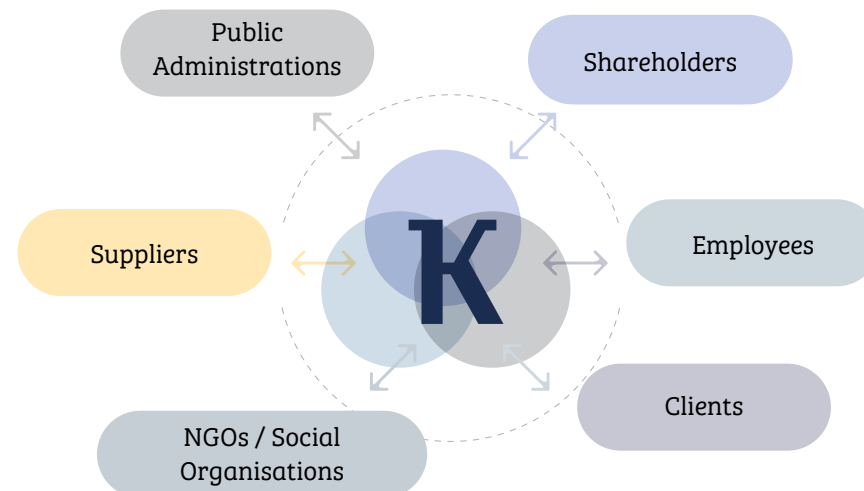 Public
Administrations
Shareholders
Suppliers
K
Employees
Clients
NGOs / Social
Organisations